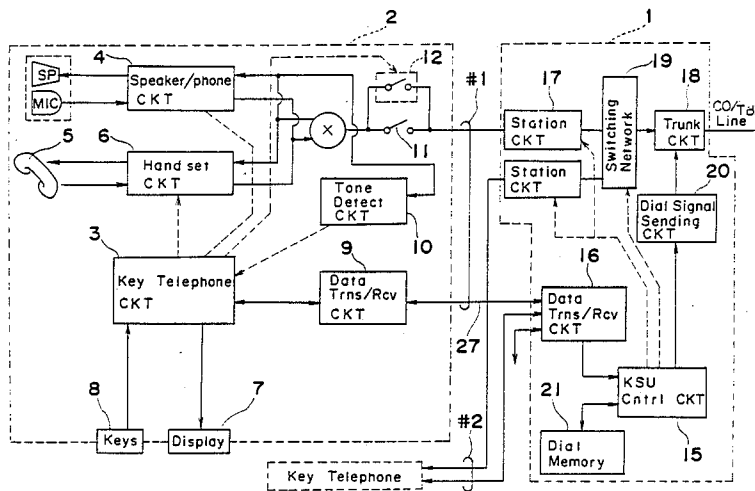 2
1
4
Speaker/phone
CKT
SP
MIC
12
#1
17
19
18
CO/Tie
Line
Station
CKT
Switching
Network
Trunk
CKT
5
6
Hand set
CKT
X
11
Station
CKT
20
Dial Signal
Sending
CKT
Tone
Detect
CKT
10
3
Key Telephone
CKT
9
Data
Trns/Rcv
CKT
16
Data
Trns/Rcv
CKT
27
8
Keys
7
Display
#2
Key Telephone
21
Dial
Memory
KSU
Cntrl CKT
15